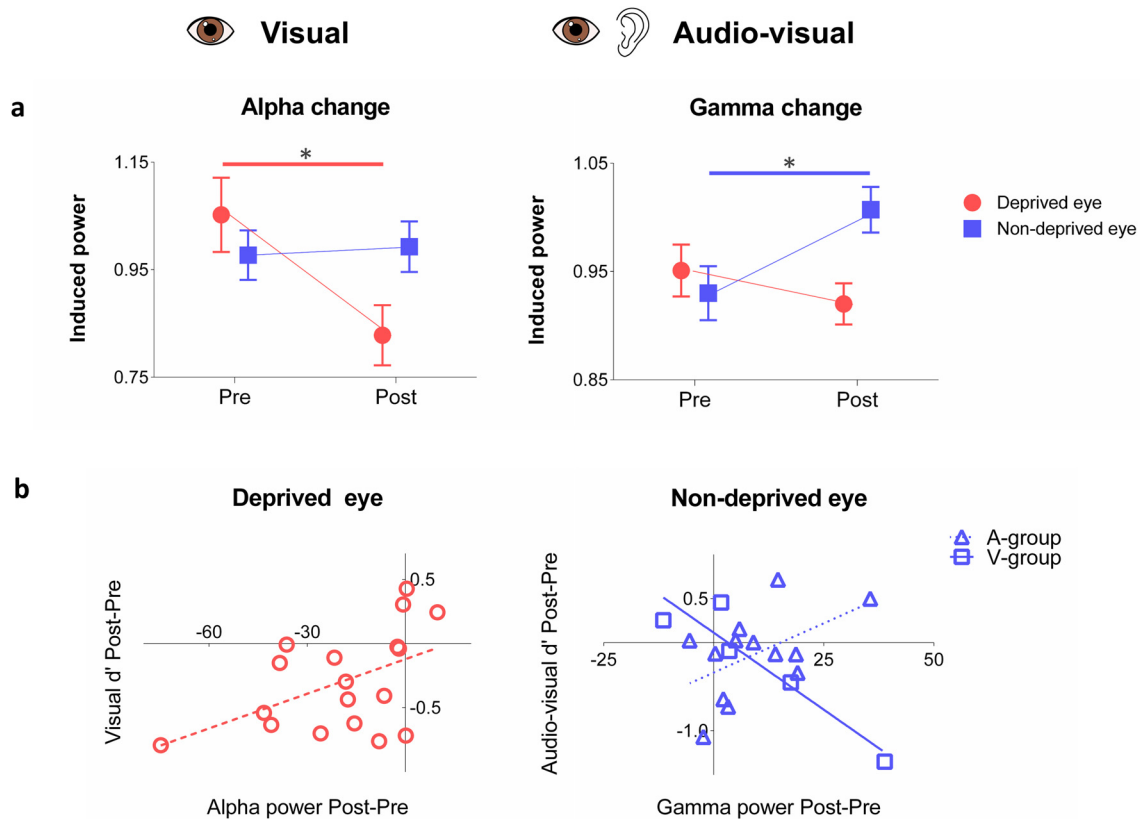 Visual
Audio-visual
a
Alpha change
Induced power
1.15
0.95
0.75
*
Pre
Post
Gamma change
Induced power
1.05
0.95
0.85
*
Pre
Post
Deprived eye
Non-deprived eye
b
Deprived eye
Visual d' Post-Pre
0.5
-60
-30
-0.5
Alpha power Post-Pre
Non-deprived eye
Audio-visual d' Post-Pre
0.5
-25
25
50
-1.0
Gamma power Post-Pre
A-group
V-group